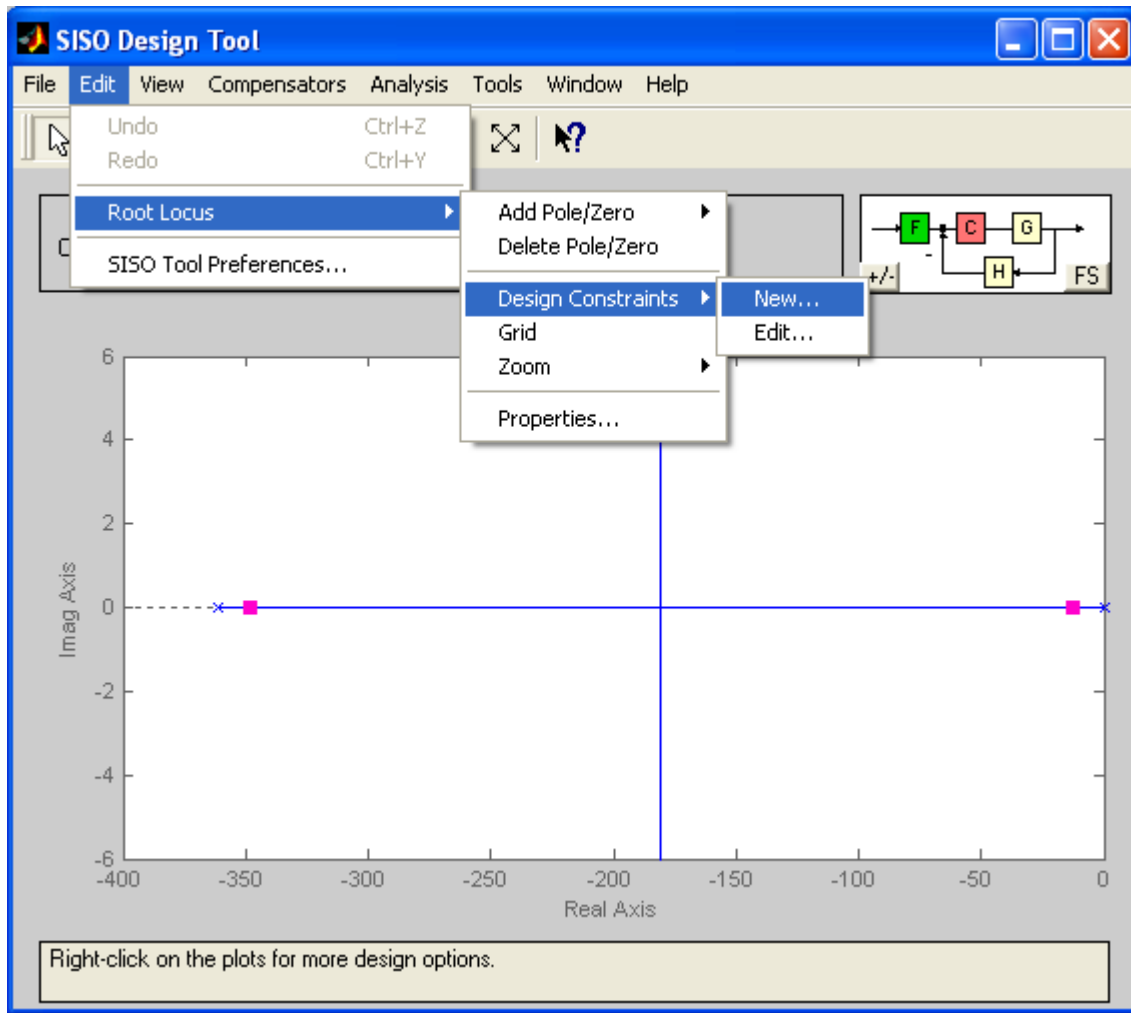 SISO Design Tool
File Edit View Compensators Analysis Tools Window Help
Undo Ctrl+Z
Redo Ctrl+Y
Root Locus
SISO Tool Preferences...
Add Pole/Zero
Delete Pole/Zero
Design Constraints
Grid
Zoom
Properties...
New...
Edit...
C
F C G
-
H
+/- FS
6
4
2
0
-2
-4
-6
Imag Axis
-400 -350 -300 -250 -200 -150 -100 -50 0
Real Axis
Right-click on the plots for more design options.